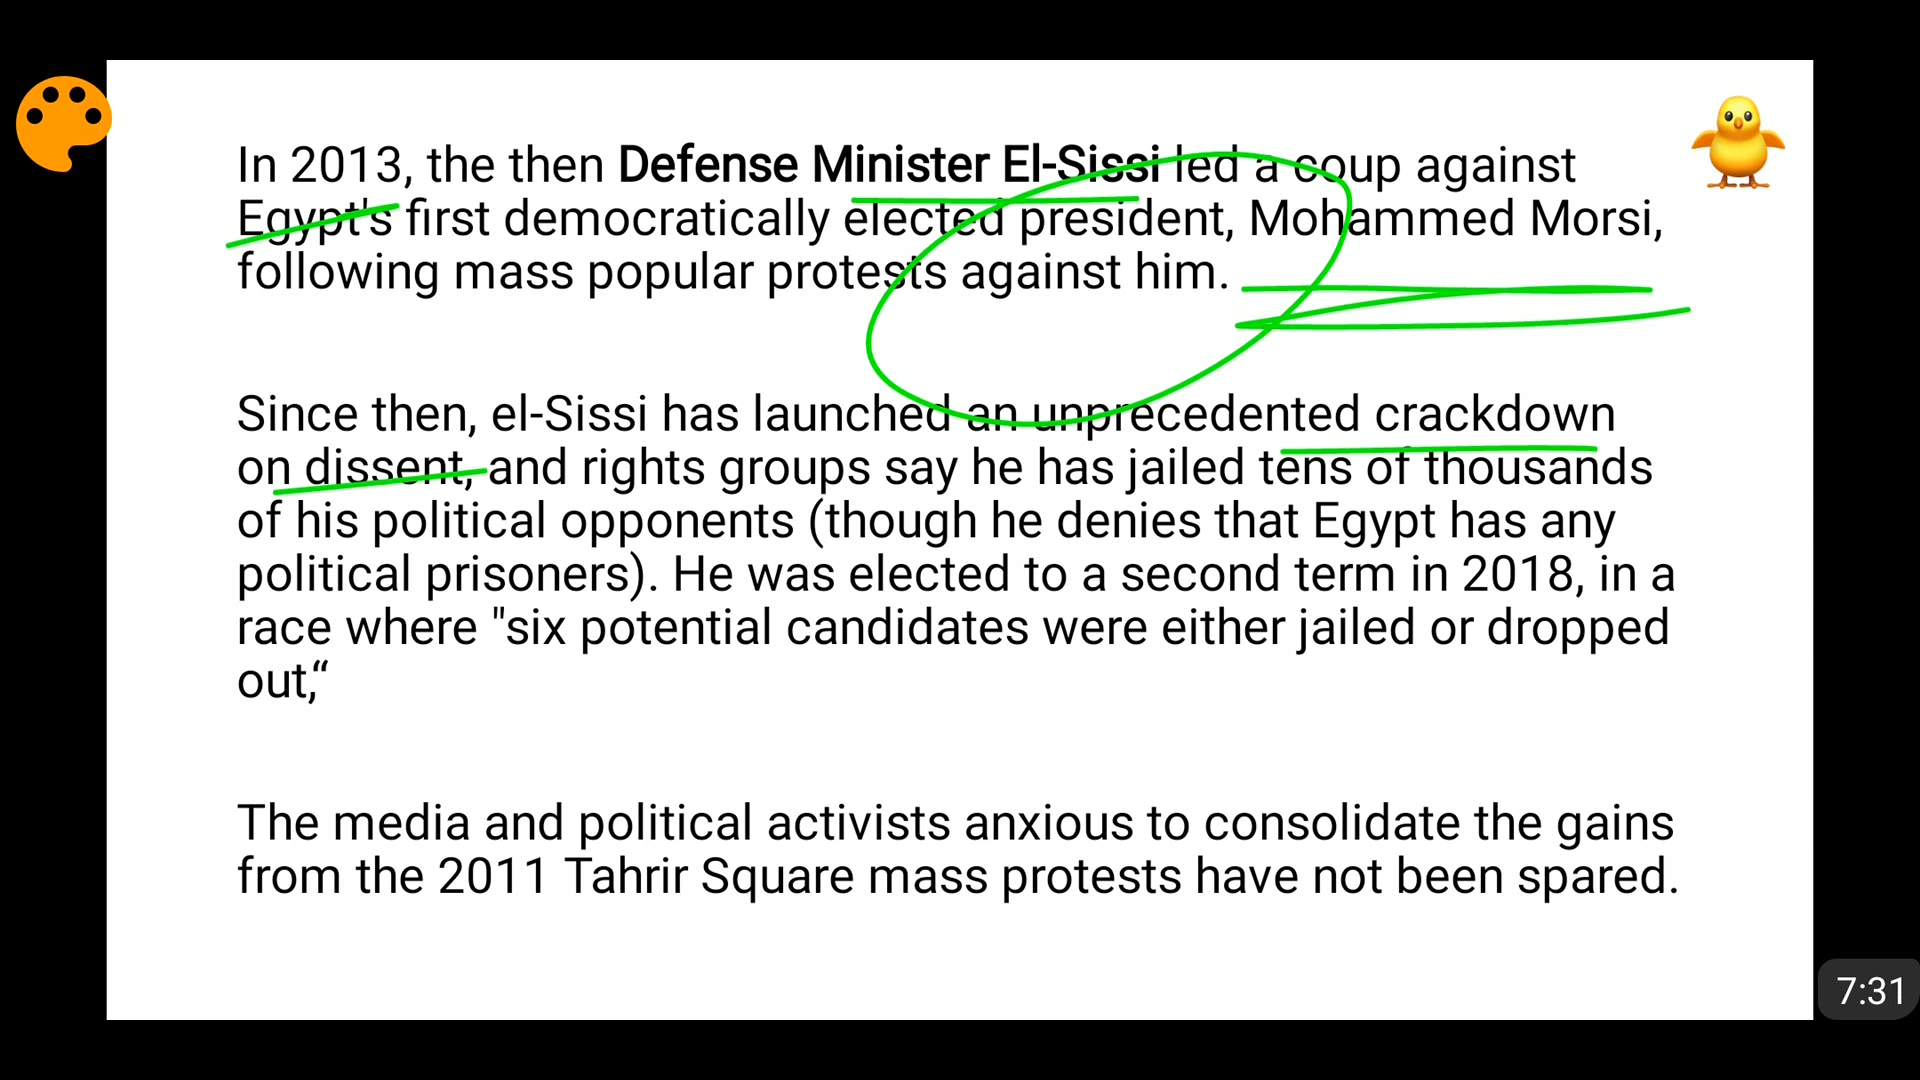 In 2013, the then Defense Minister El-Sissi led a coup against
Egypt's first democratically elected president, Mohammed Morsi,
following mass popular protests against him.
Since then, el-Sissi has launched an unprecedented crackdown
on dissent, and rights groups say he has jailed tens of thousands
of his political opponents (though he denies that Egypt has any
political prisoners). He was elected to a second term in 2018, in a
race where "six potential candidates were either jailed or dropped
out,“
The media and political activists anxious to consolidate the gains
from the 2011 Tahrir Square mass protests have not been spared.
7:31